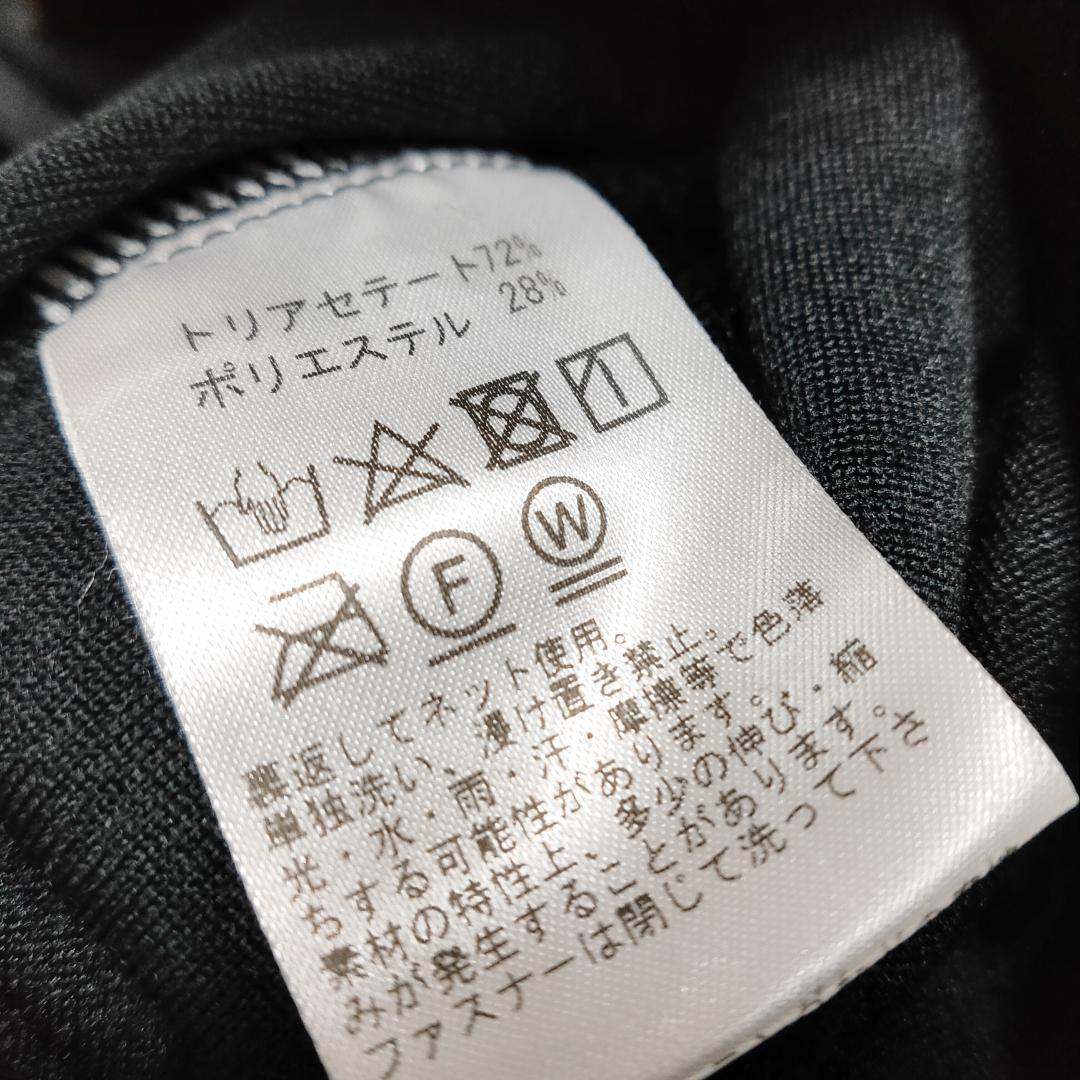 トリアセテート72%
ポリエステル 28%
F W
裏返してネット使用。
単独洗い、浸け置き禁止。
光・水・雨・汗・摩擦等で色落
ちする可能性があります。
素材の特性上、多少の伸び・縮
みが発生することがあります。
ファスナーは閉じて洗って下さ